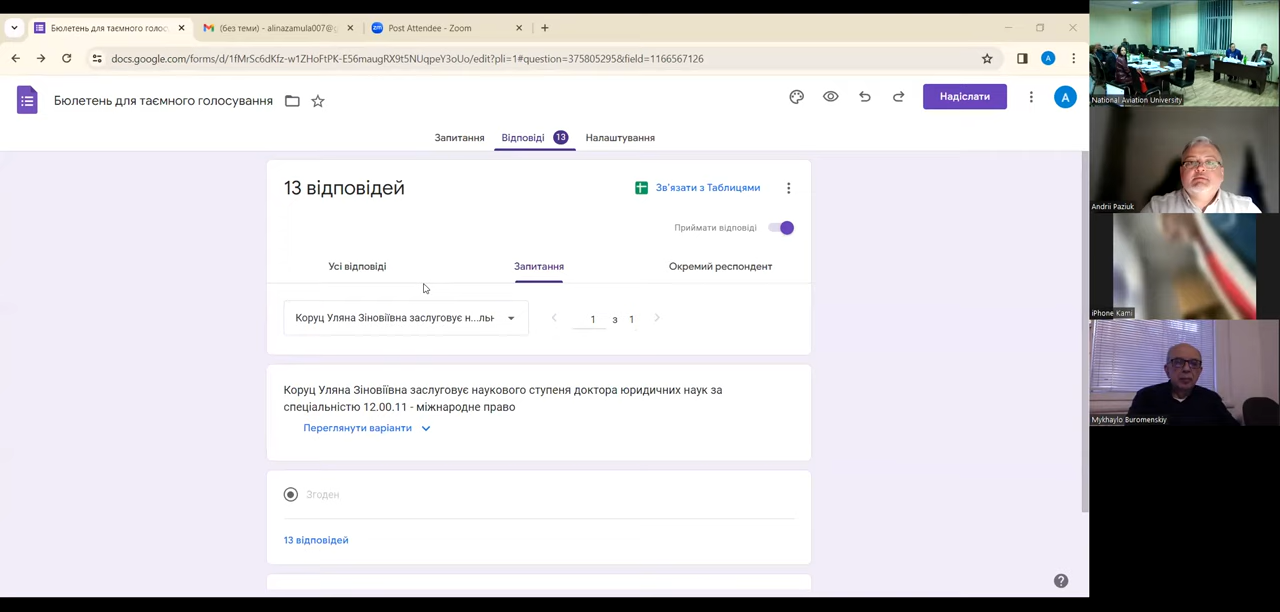 Бюлетень для таємного голосс
(без теми) - alinazamula007@g
Post Attendee - Zoom
docs.google.com/forms/d/1fMrSc6dKfz-w1ZHoFtPK-E56maugRX9t5NUqpeY3oUo/edit?pli=1#question=375805295&field=1166567126
A
Бюлетень для таємного голосування
Надіслати
A
Запитання
Відповіді 13
Налаштування
13 відповідей
Зв'язати з Таблицями
Приймати відповіді
Усі відповіді
Запитання
Окремий респондент
Коруц Уляна Зіновіївна заслуговує н...льн
1 з 1
Коруц Уляна Зіновіївна заслуговує наукового ступеня доктора юридичних наук за
спеціальністю 12.00.11 - міжнародне право
Переглянути варіанти
Згоден
13 відповідей
National Aviation University
Andrii Paziuk
iPhone Kami
Mykhaylo Buromenskiy